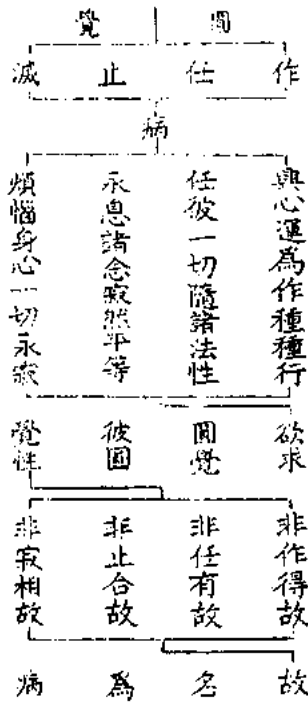 圓覺
作
任
止
滅
病
興心運爲作種種行
任彼一切隨諸法性
永息諸念寂然平等
煩惱身心一切永寂
欲求
圓覺
彼圓
覺性
非作得故
非任有故
非止合故
非寂相故
故名爲病